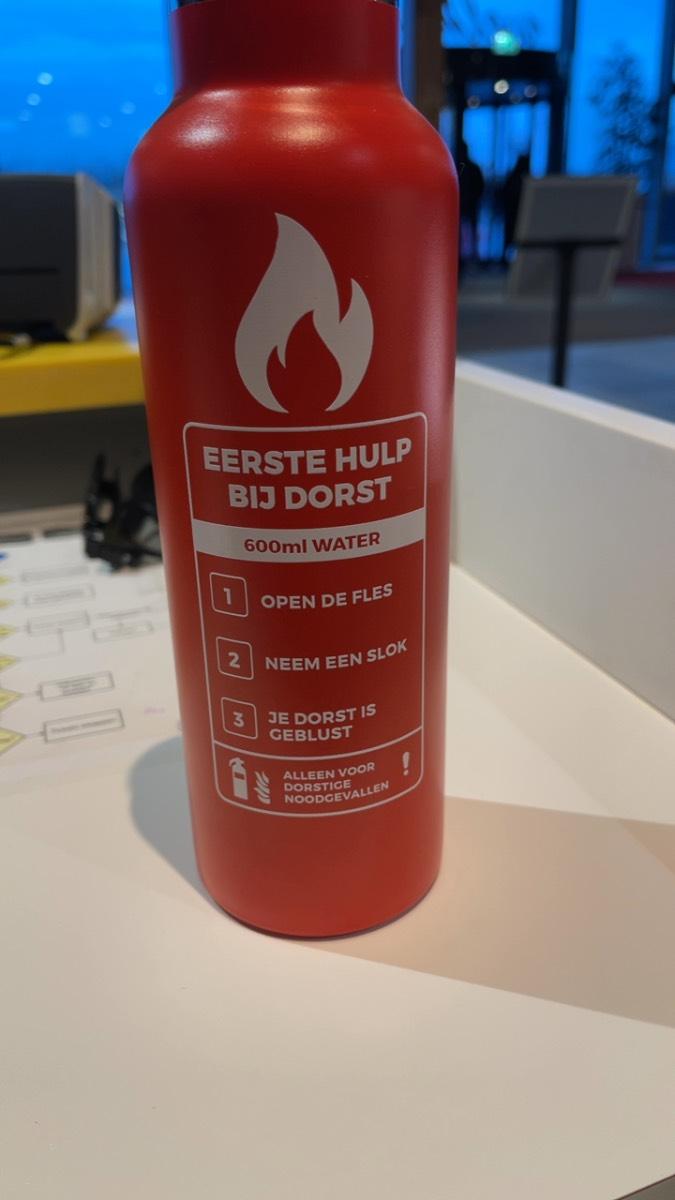 EERSTE HULP
BIJ DORST
600ml WATER
1 OPEN DE FLES
2 NEEM EEN SLOK
3 JE DORST IS
GEBLUST
ALLEEN VOOR
DORSTIGE
NOODGEVALLEN
!